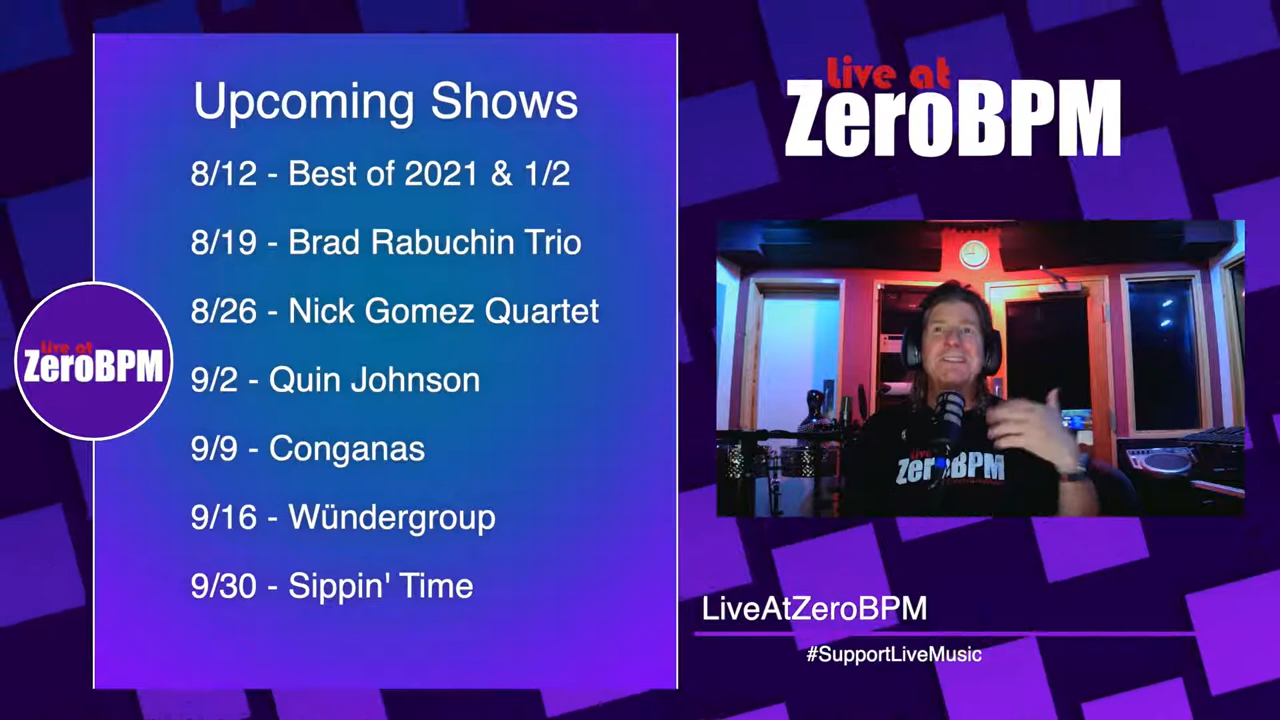 Upcoming Shows
8/12 - Best of 2021 & 1/2
8/19 - Brad Rabuchin Trio
8/26 - Nick Gomez Quartet
9/2 - Quin Johnson
9/9 - Conganas
9/16 - Wündergroup
9/30 - Sippin' Time
Live at
ZeroBPM
Live at
ZeroBPM
Live
ZeroBPM
LiveAtZeroBPM
#SupportLiveMusic